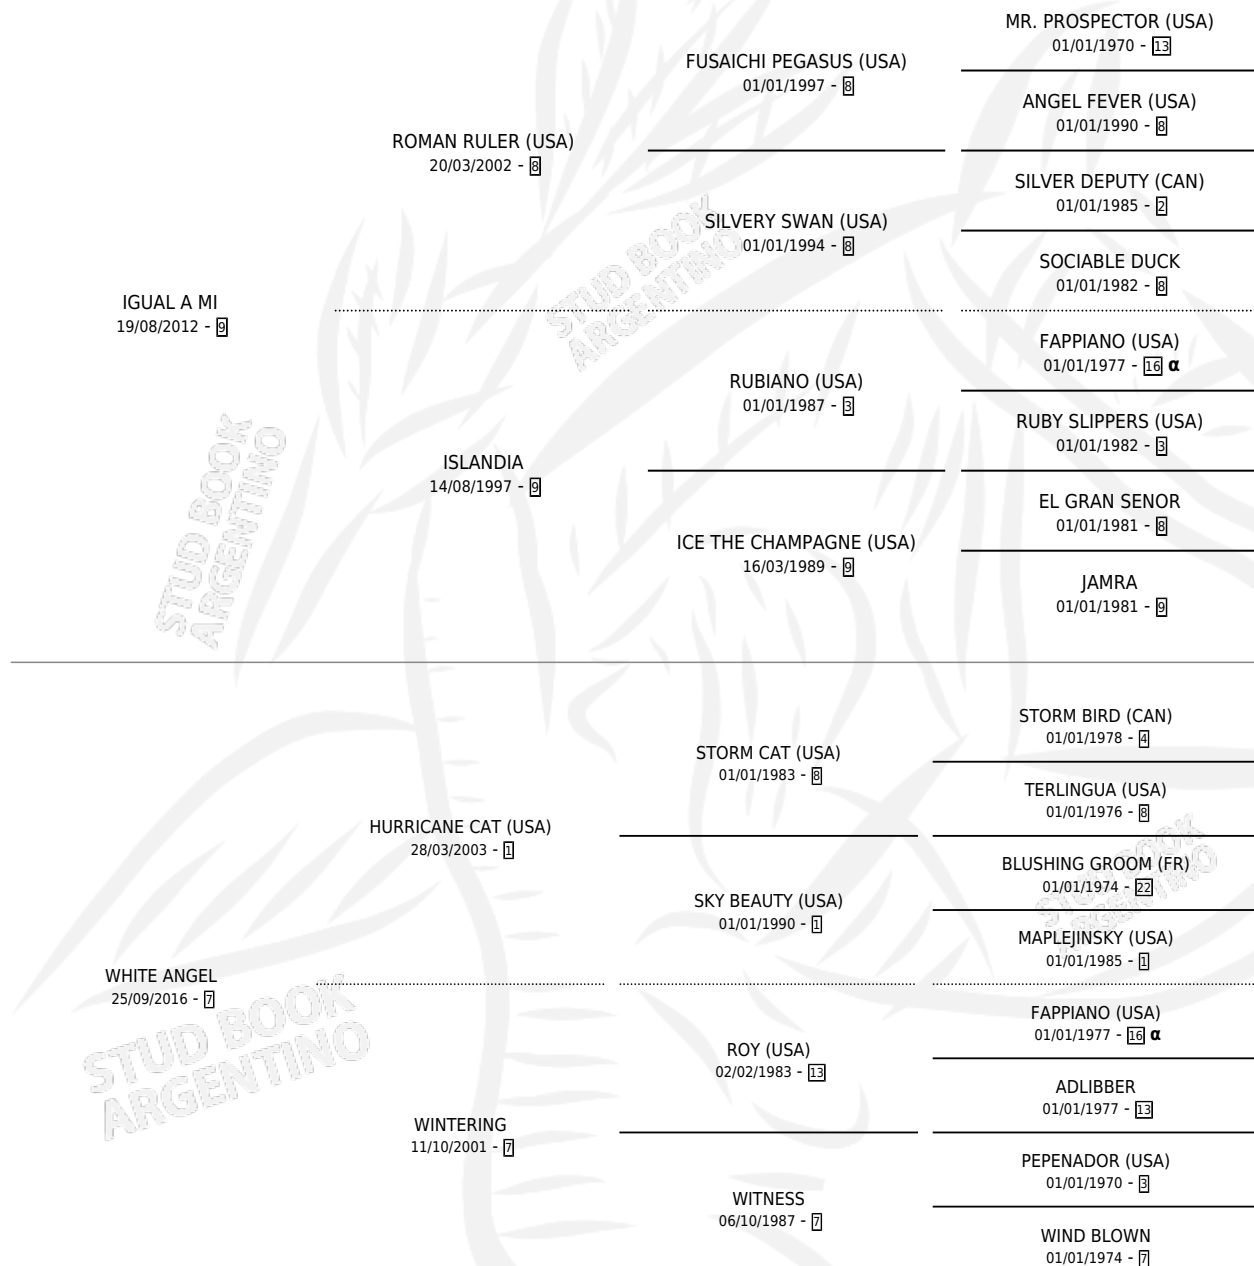 MR. PROSPECTOR (USA)
01/01/1970 - 13
FUSAICHI PEGASUS (USA)
01/01/1997 - 8
ANGEL FEVER (USA)
01/01/1990 - 8
ROMAN RULER (USA)
20/03/2002 - 8
SILVER DEPUTY (CAN)
01/01/1985 - 2
SILVERY SWAN (USA)
01/01/1994 - 8
SOCIABLE DUCK
01/01/1982 - 8
IGUAL A MI
19/08/2012 - 9
FAPPIANO (USA)
01/01/1977 - 16 α
RUBIANO (USA)
01/01/1987 - 3
RUBY SLIPPERS (USA)
01/01/1982 - 3
ISLANDIA
14/08/1997 - 9
EL GRAN SENOR
01/01/1981 - 8
ICE THE CHAMPAGNE (USA)
16/03/1989 - 9
JAMRA
01/01/1981 - 9
STORM BIRD (CAN)
01/01/1978 - 4
STORM CAT (USA)
01/01/1983 - 8
TERLINGUA (USA)
01/01/1976 - 8
HURRICANE CAT (USA)
28/03/2003 - 1
BLUSHING GROOM (FR)
01/01/1974 - 22
SKY BEAUTY (USA)
01/01/1990 - 1
MAPLEJINSKY (USA)
01/01/1985 - 1
WHITE ANGEL
25/09/2016 - 7
FAPPIANO (USA)
01/01/1977 - 16 α
ROY (USA)
02/02/1983 - 13
ADLIBBER
01/01/1977 - 13
WINTERING
11/10/2001 - 7
PEPENADOR (USA)
01/01/1970 - 3
WITNESS
06/10/1987 - 7
WIND BLOWN
01/01/1974 - 7
STUD BOOK
ARGENTINO
STUD BOOK
ARGENTINO
STUD BOOK
ARGENTINO
STUD BOOK
ARGENTINO